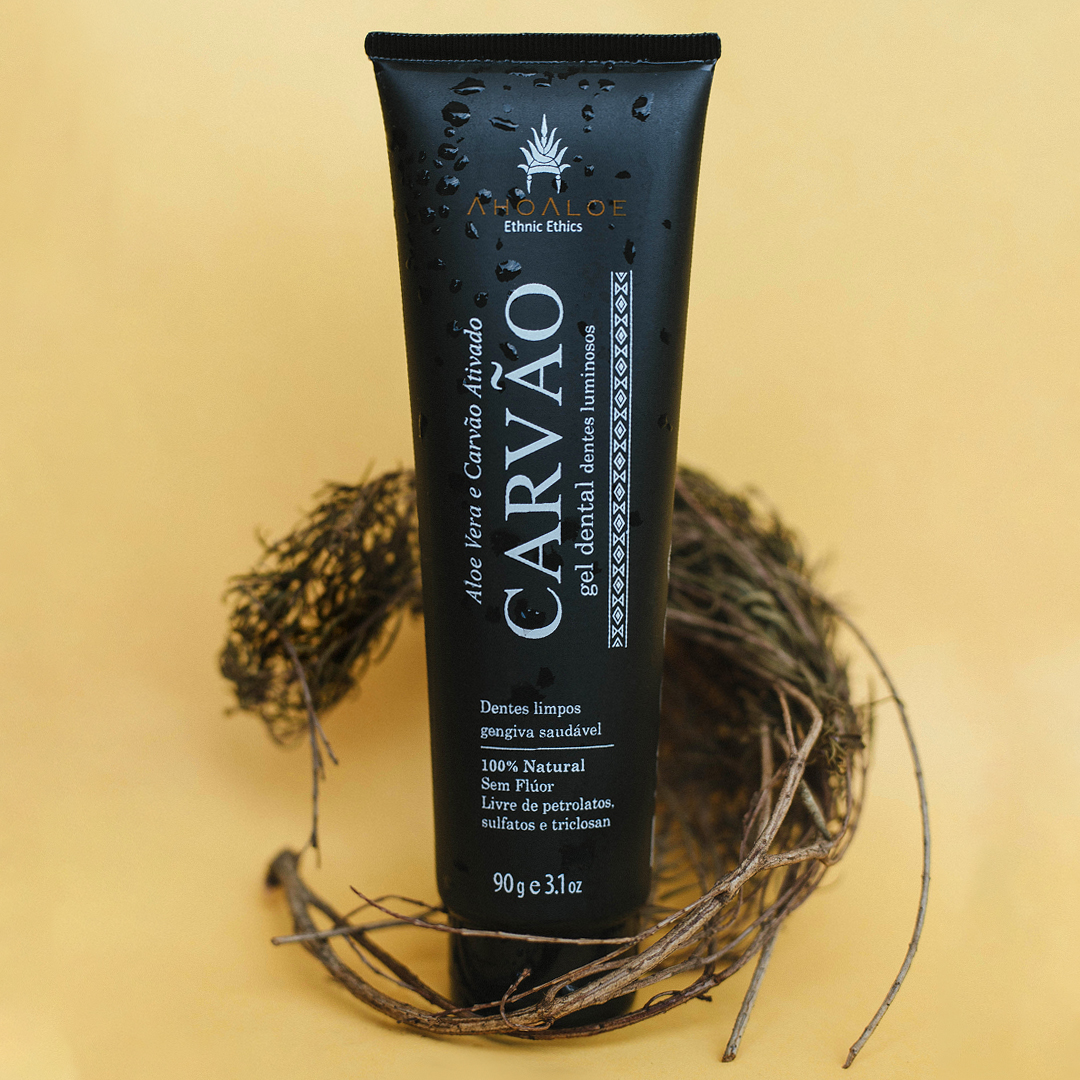 AHOALOE
Ethnic Ethics
Aloe Vera e Carvão Ativado
CARVÃO
gel dental dentes luminosos
Dentes limpos
gengiva saudável
100% Natural
Sem Flúor
Livre de petrolatos,
sulfatos e triclosan
90g e 3.1oz